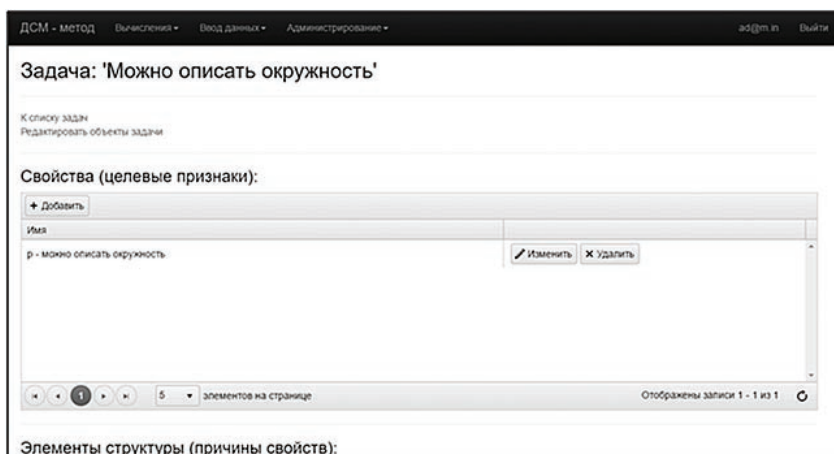 ДСМ - метод Вычисления Ввод данных Администрирование ad@m.in Выйти
Задача: 'Можно описать окружность'
К списку задач
Редактировать объекты задачи
Свойства (целевые признаки):
+ Добавить
Имя
p - можно описать окружность Изменить Удалить
1 5 элементов на странице Отображены записи 1 - 1 из 1
Элементы структуры (причины свойств):